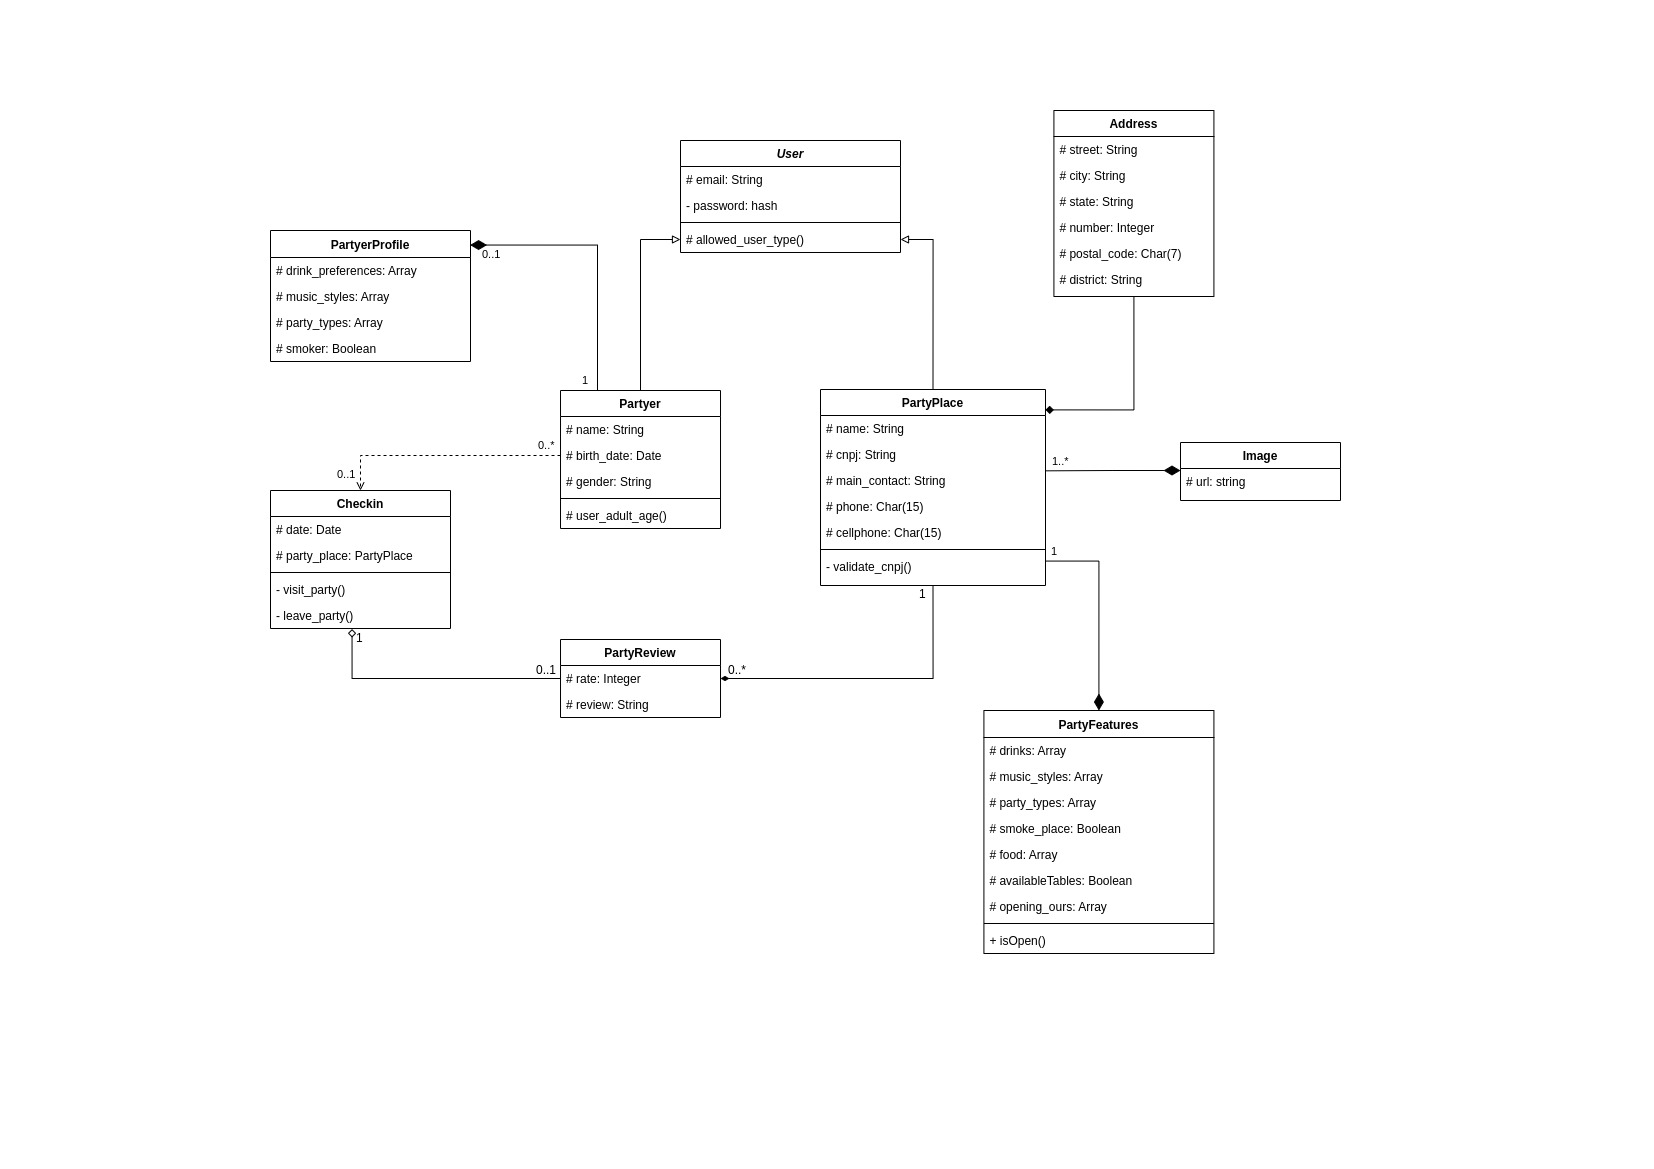 Address
# street: String
# city: String
# state: String
# number: Integer
# postal_code: Char(7)
# district: String
User
# email: String
- password: hash
# allowed_user_type()
PartyerProfile
# drink_preferences: Array
# music_styles: Array
# party_types: Array
# smoker: Boolean
0..1
1
Partyer
# name: String
# birth_date: Date
# gender: String
# user_adult_age()
0..*
0..1
PartyPlace
# name: String
# cnpj: String
# main_contact: String
# phone: Char(15)
# cellphone: Char(15)
- validate_cnpj()
1..*
Image
# url: string
1
1
Checkin
# date: Date
# party_place: PartyPlace
- visit_party()
- leave_party()
1
0..1
PartyReview
# rate: Integer
# review: String
0..*
PartyFeatures
# drinks: Array
# music_styles: Array
# party_types: Array
# smoke_place: Boolean
# food: Array
# availableTables: Boolean
# opening_ours: Array
+ isOpen()